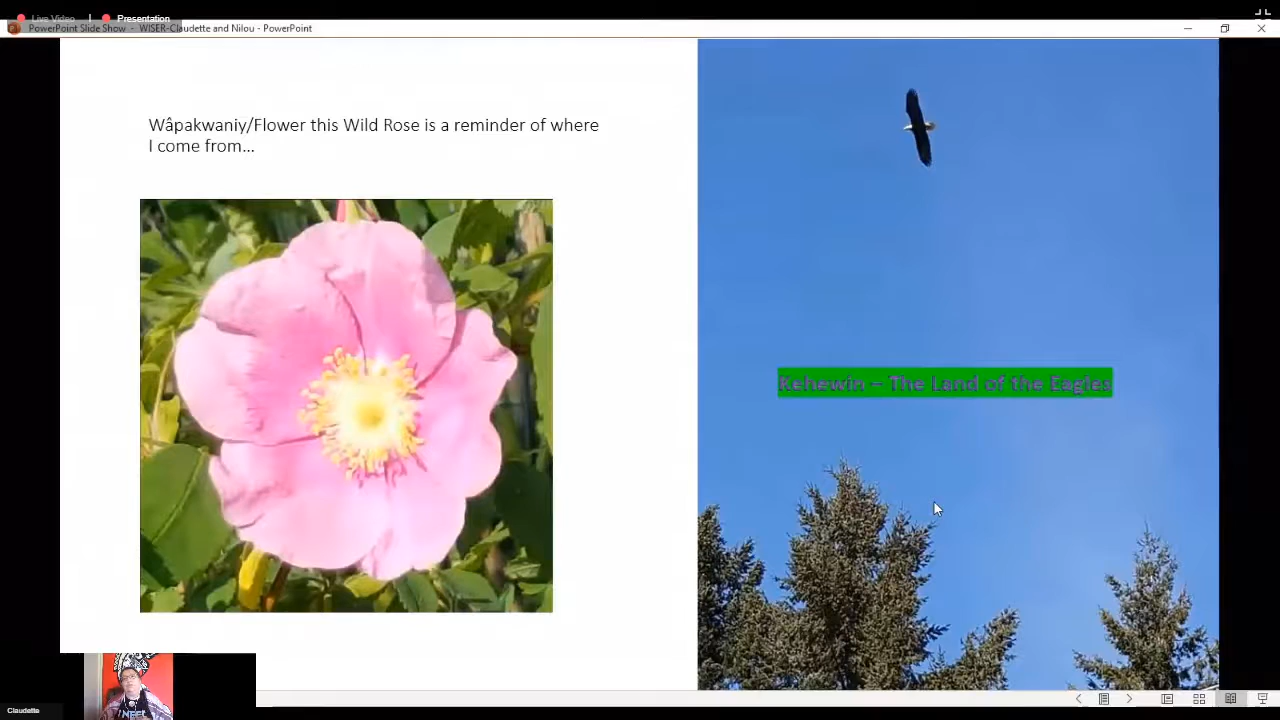 Live Video | Presentation
PowerPoint Slide Show - WISER-Claudette and Nilou - PowerPoint
Wâpakwaniy/Flower this Wild Rose is a reminder of where
I come from...
Kehewin – The Land of the Eagles
Claudette